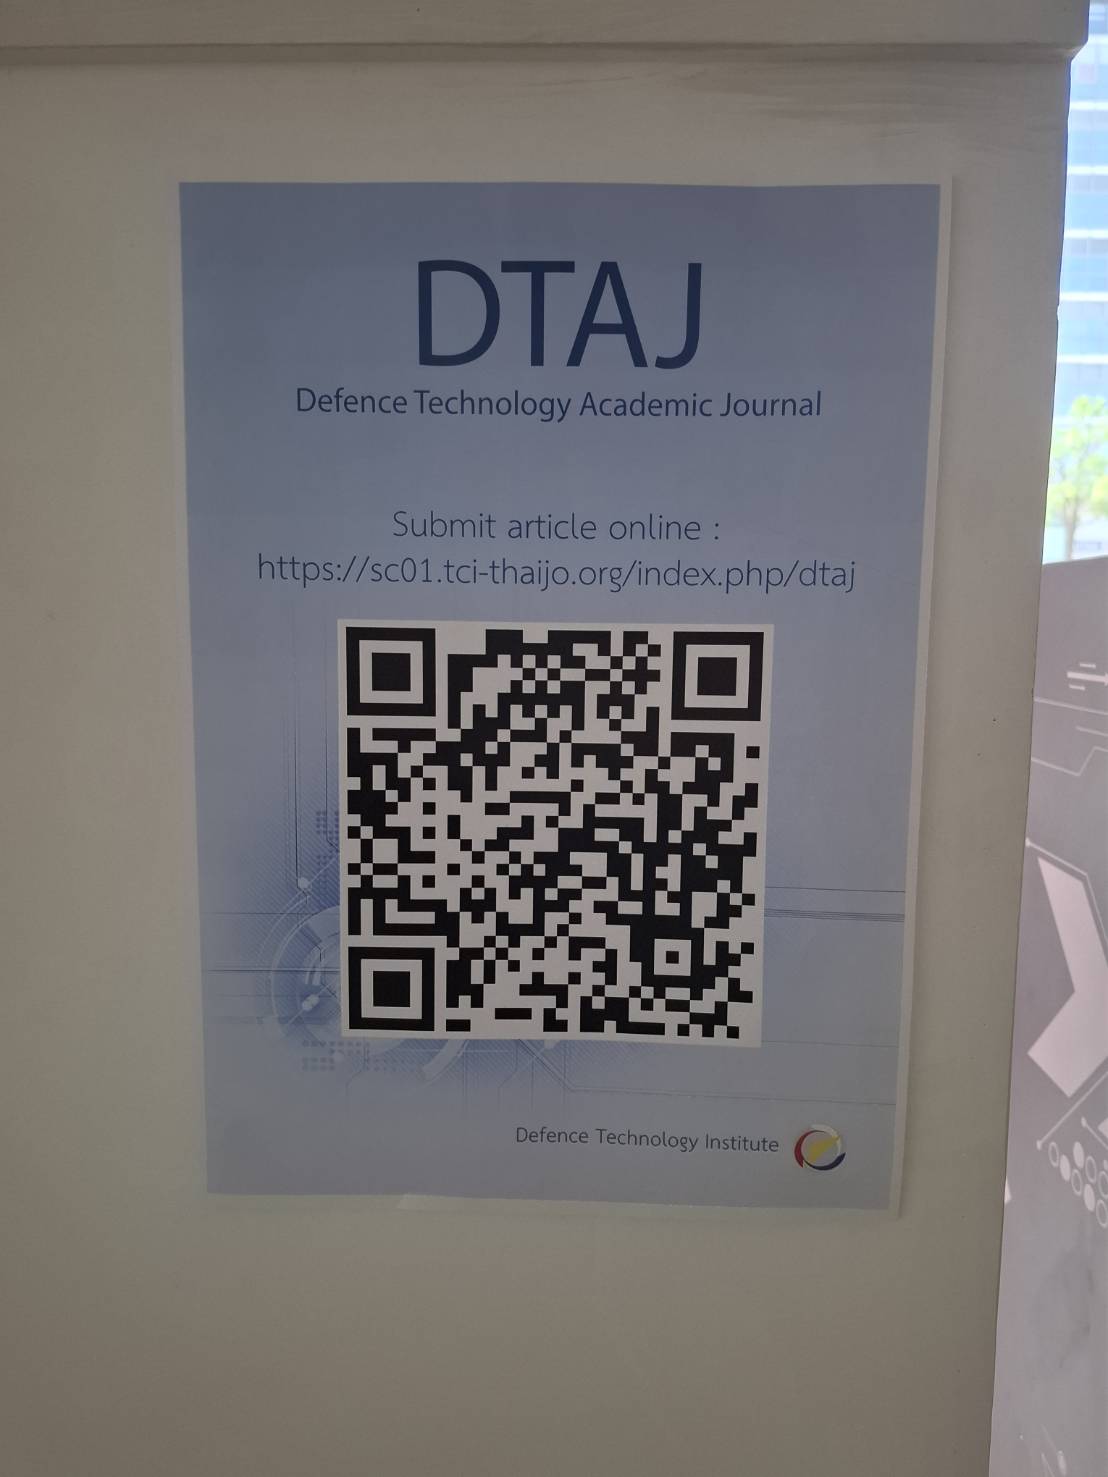 DTAJ
Defence Technology Academic Journal
Submit article online :
https://sc01.tci-thaijo.org/index.php/dtaj
Defence Technology Institute